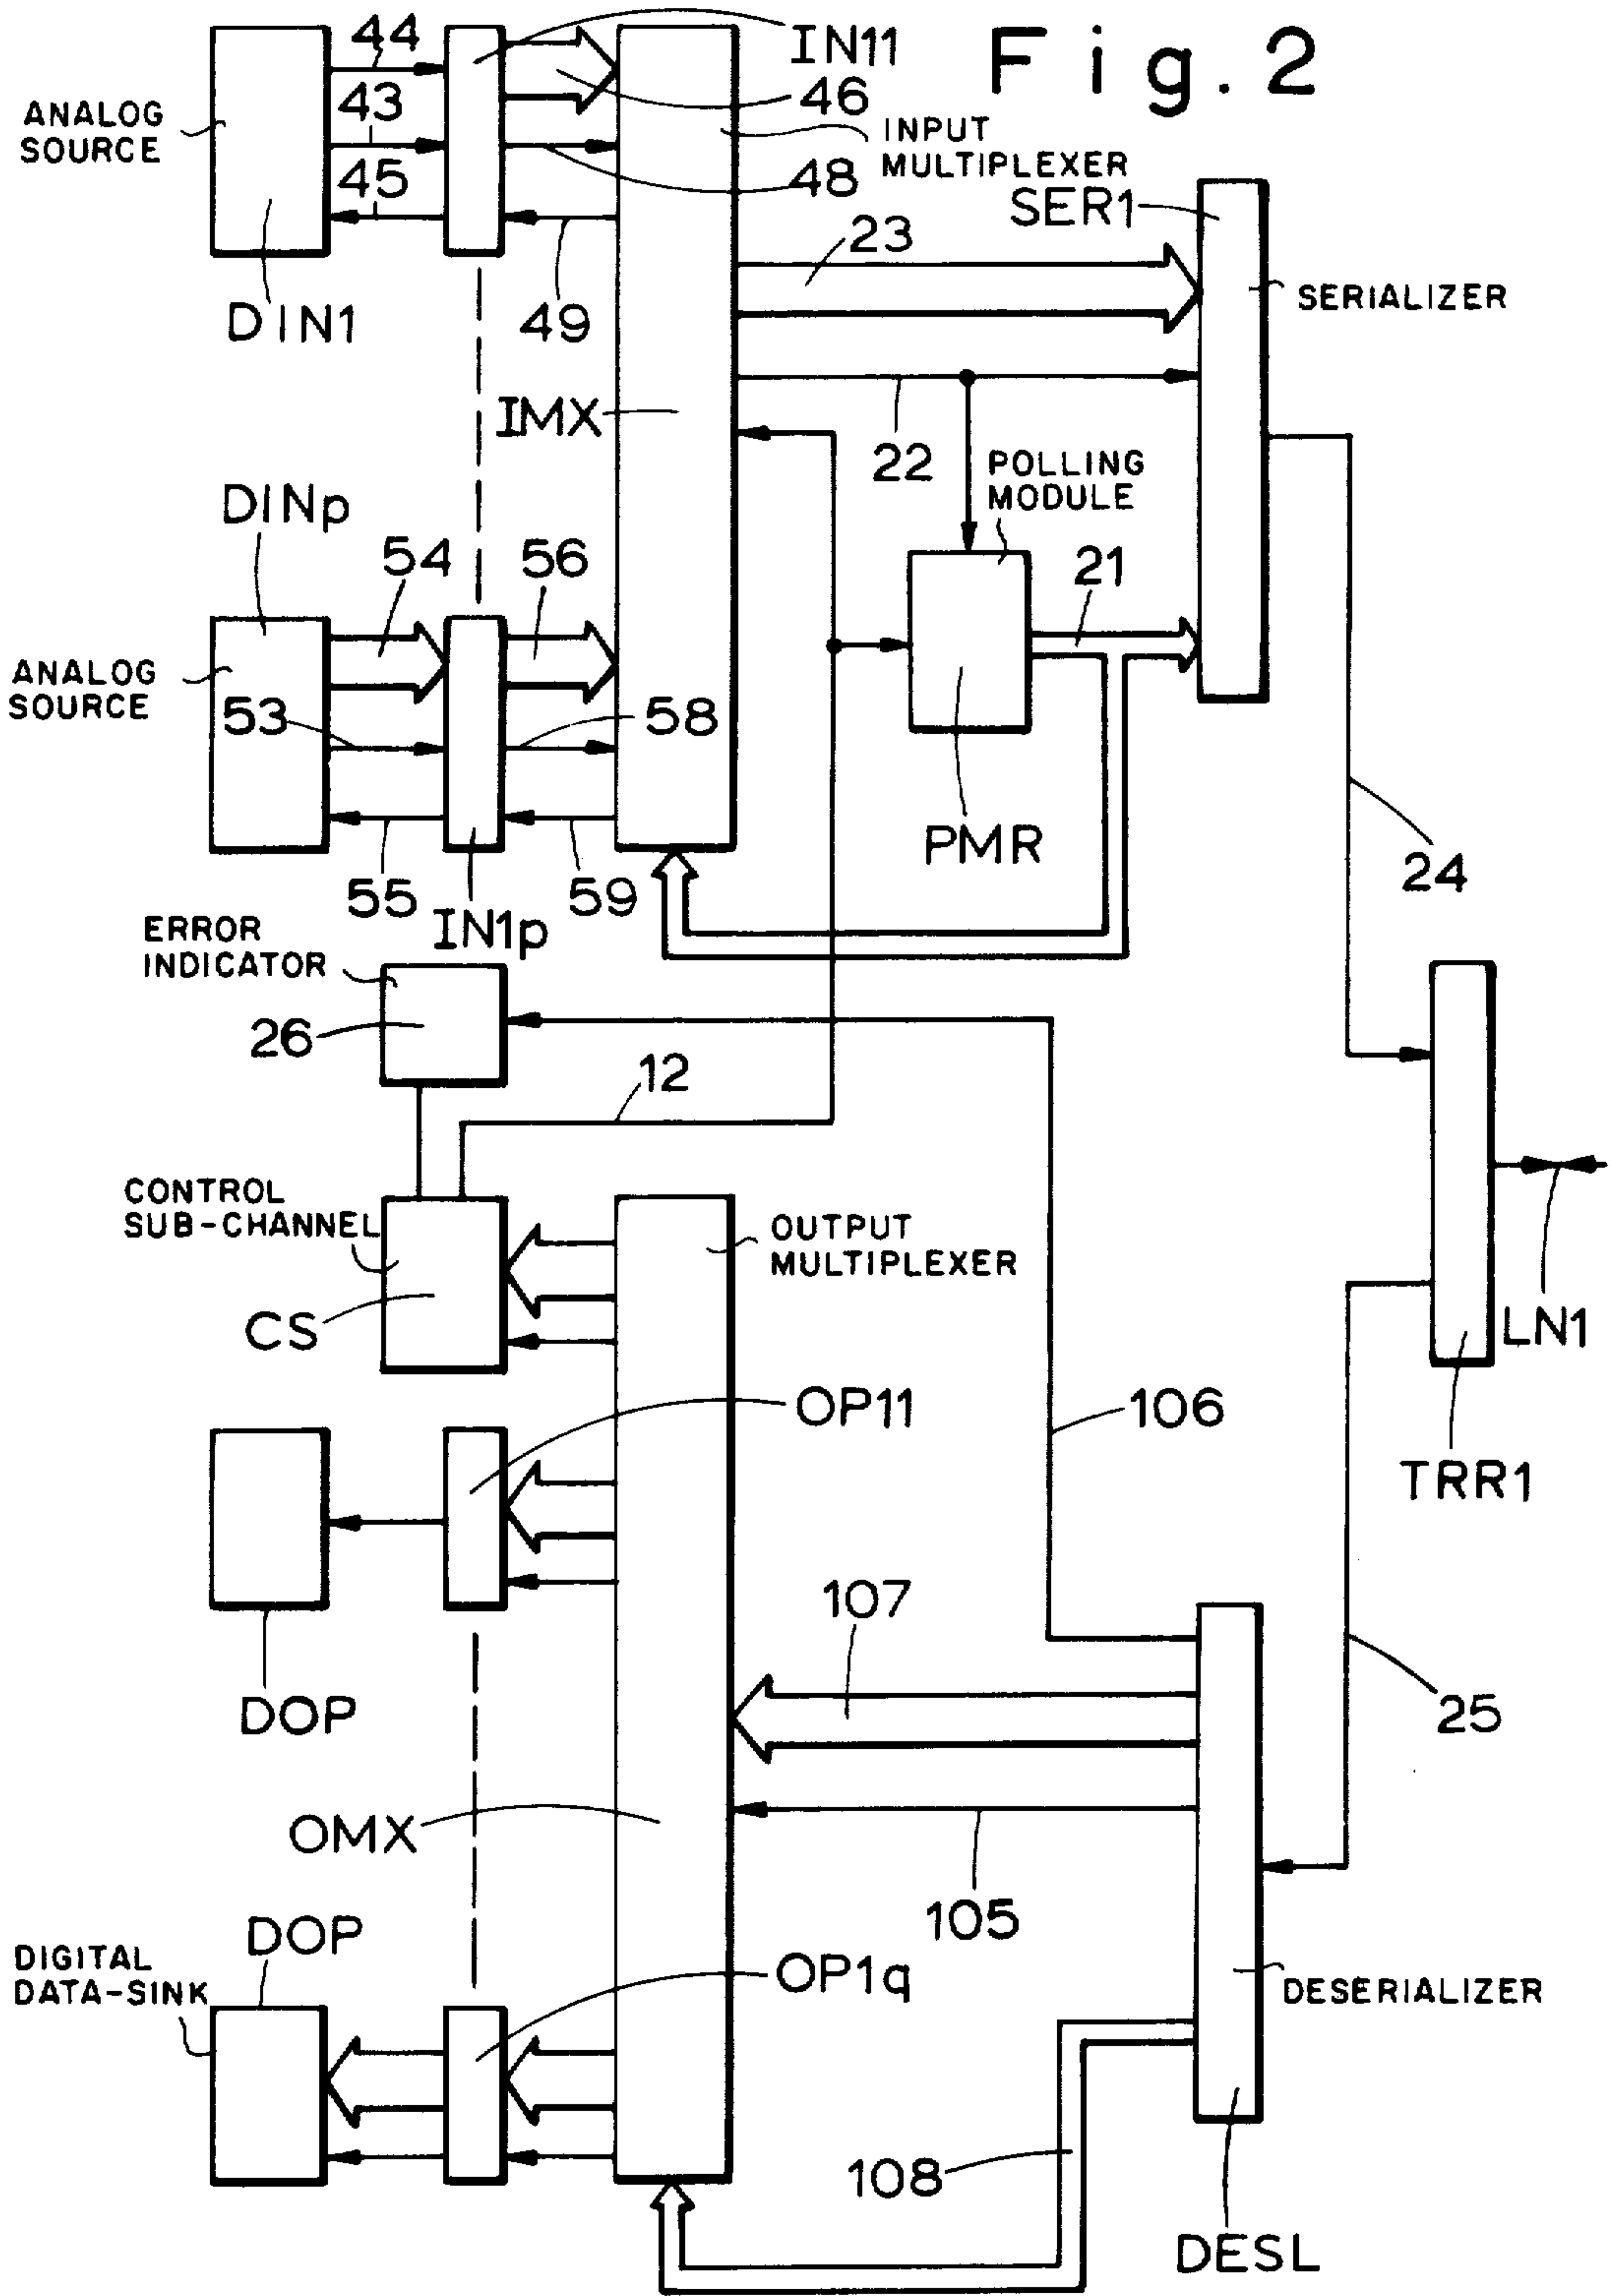 Fig. 2
44
IN11
43
46
ANALOG
SOURCE
INPUT
MULTIPLEXER
45
48
SER1
23
49
DIN1
SERIALIZER
IMX
22
POLLING
MODULE
DINp
54
56
21
ANALOG
SOURCE
53
58
PMR
24
55
59
IN1p
ERROR
INDICATOR
26
12
CONTROL
SUB-CHANNEL
OUTPUT
MULTIPLEXER
CS
LN1
OP11
106
TRR1
107
DOP
25
OMX
105
DOP
DIGITAL
DATA-SINK
OP1q
DESERIALIZER
108
DESL